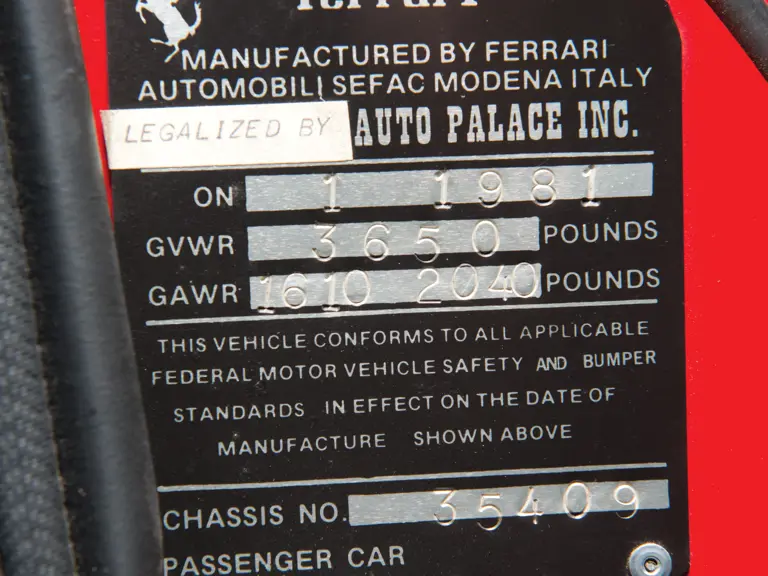 Ferrari
MANUFACTURED BY FERRARI
AUTOMOBILI SEFAC MODENA ITALY
LEGALIZED BY AUTO PALACE INC.
ON 1 1981
GVWR 3650 POUNDS
GAWR 1610 2040 POUNDS
THIS VEHICLE CONFORMS TO ALL APPLICABLE
FEDERAL MOTOR VEHICLE SAFETY AND BUMPER
STANDARDS IN EFFECT ON THE DATE OF
MANUFACTURE SHOWN ABOVE
CHASSIS NO. 35409
PASSENGER CAR